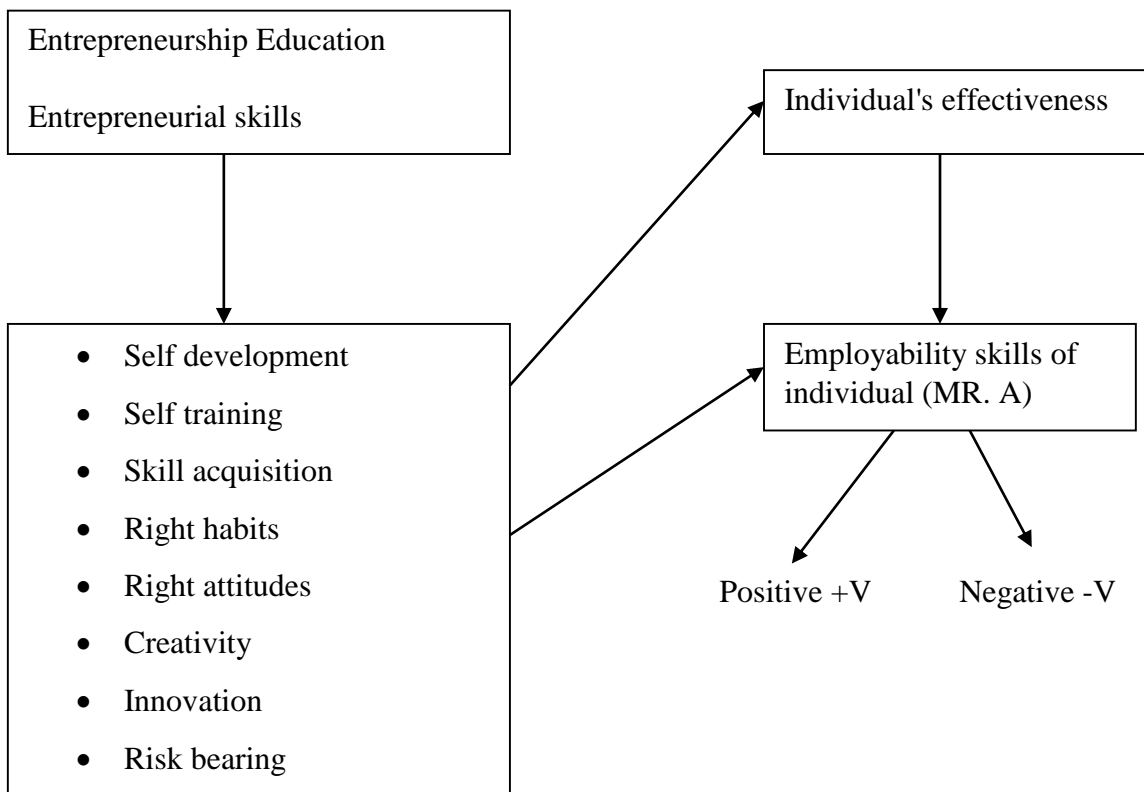 Entrepreneurship Education
Entrepreneurial skills
Individual's effectiveness
• Self development
• Self training
• Skill acquisition
• Right habits
• Right attitudes
• Creativity
• Innovation
• Risk bearing
Employability skills of
individual (MR. A)
Positive +V
Negative -V